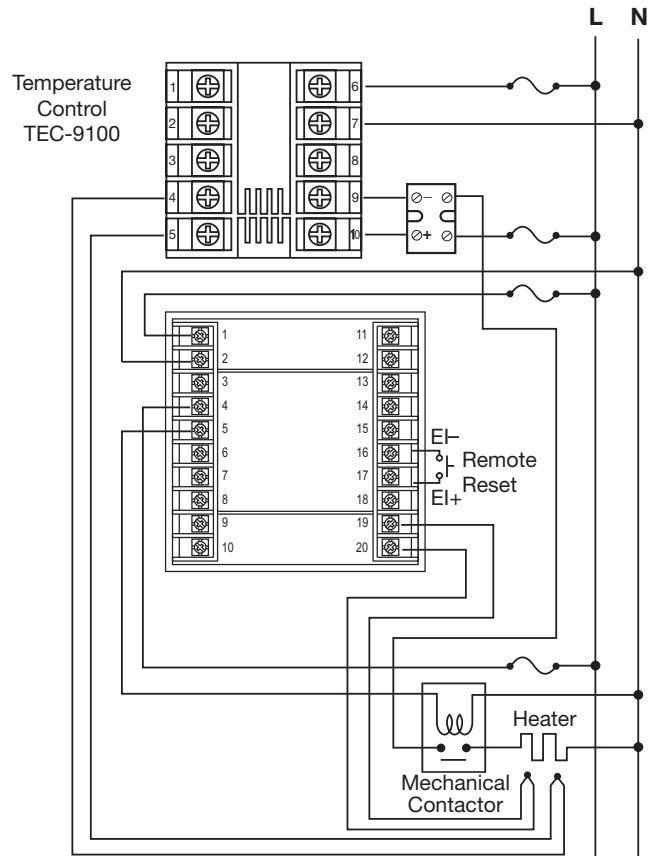 L N
Temperature
Control
TEC-9100
1 6
2 7
3 8
4 9
5 10
−
+
1 11
2 12
3 13
4 14
5 15
6 16
7 17
8 18
9 19
10 20
EI−
Remote
Reset
EI+
Heater
Mechanical
Contactor